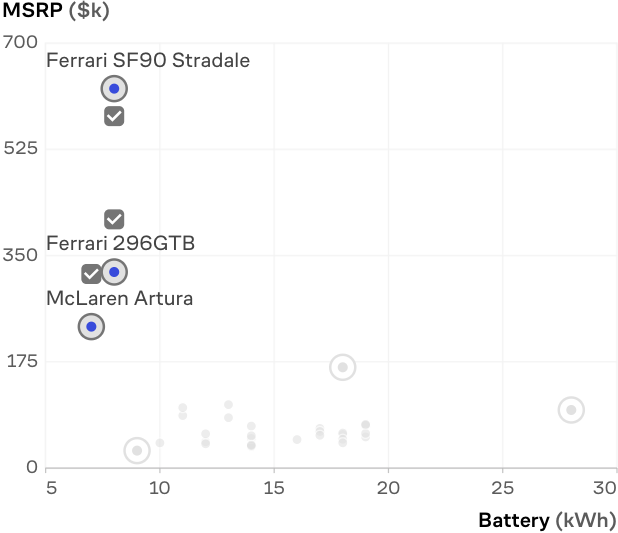 MSRP ($k)
700
Ferrari SF90 Stradale
525
Ferrari 296GTB
350
McLaren Artura
175
0
5 10 15 20 25 30
Battery (kWh)